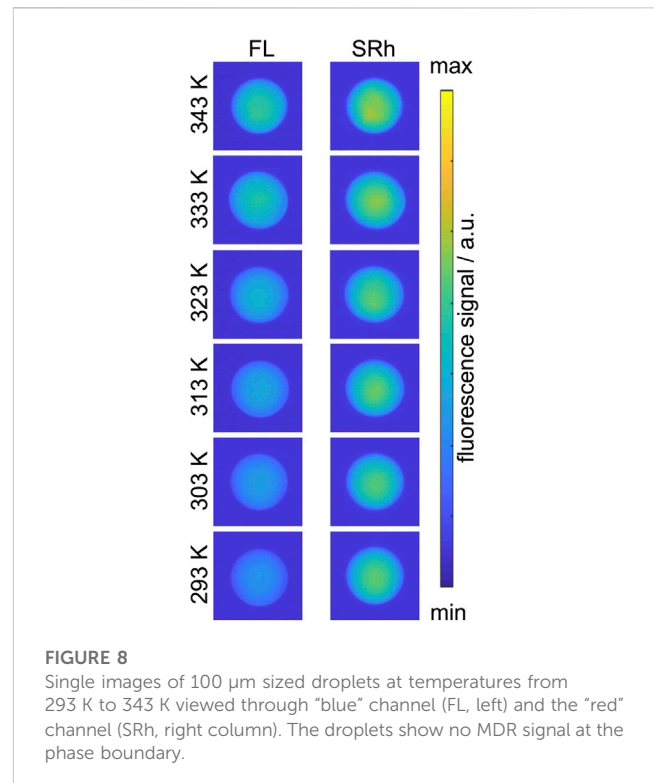 FL SRh
max
343 K
333 K
323 K
313 K
303 K
293 K
fluorescence signal / a.u.
min
FIGURE 8
Single images of 100 µm sized droplets at temperatures from
293 K to 343 K viewed through “blue” channel (FL, left) and the “red”
channel (SRh, right column). The droplets show no MDR signal at the
phase boundary.